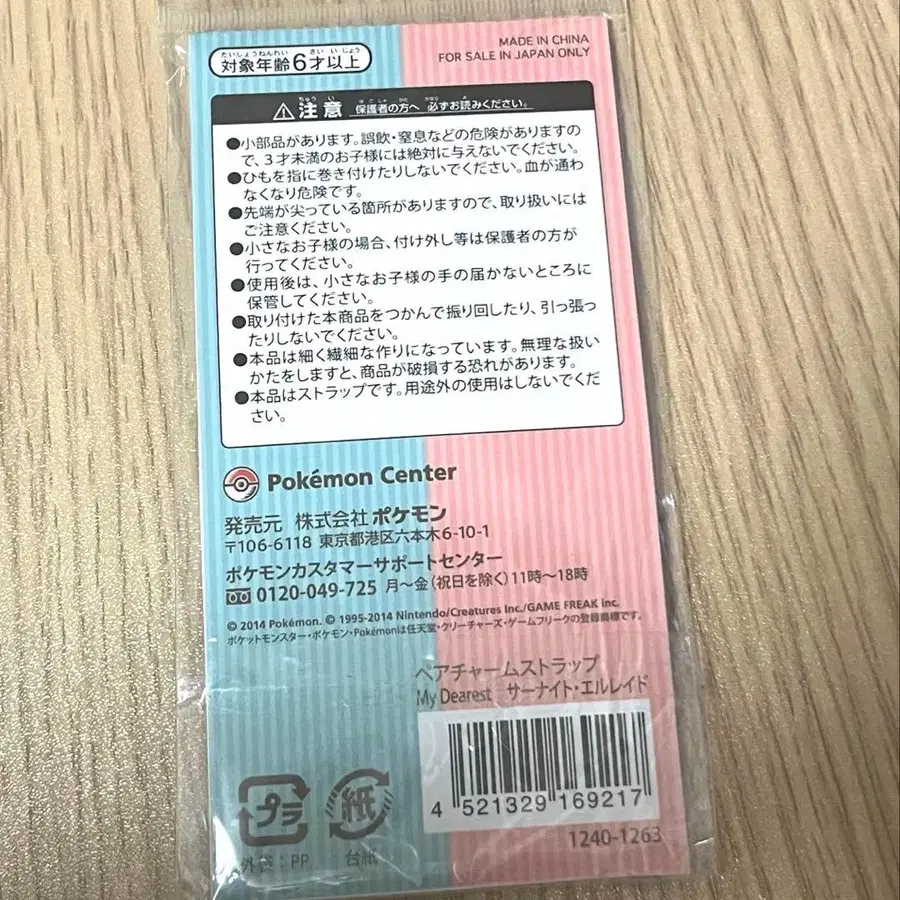 たいしょうねんれい さい いじょう
対象年齢6才以上
MADE IN CHINA
FOR SALE IN JAPAN ONLY
ちゅう い ほ ご しゃ かた かなら よ
注意 保護者の方へ 必ずお読みください。
●小部品があります。誤飲・窒息などの危険がありますの
で、3才未満のお子様には絶対に与えないでください。
●ひもを指に巻き付けたりしないでください。血が通わ
なくなり危険です。
●先端が尖っている箇所がありますので、取り扱いには
ご注意ください。
●小さなお子様の場合、付け外し等は保護者の方が
行ってください。
●使用後は、小さなお子様の手の届かないところに
保管してください。
●取り付けた本商品をつかんで振り回したり、引っ張っ
たりしないでください。
●本品は細く繊細な作りになっています。無理な扱い
かたをしますと、商品が破損する恐れがあります。
●本品はストラップです。用途外の使用はしないでくだ
さい。
Pokémon Center
発売元 株式会社ポケモン
〒106-6118 東京都港区六本木6-10-1
ポケモンカスタマーサポートセンター
0120-049-725 月～金(祝日を除く)11時～18時
© 2014 Pokémon. © 1995-2014 Nintendo/Creatures Inc./GAME FREAK inc.
ポケットモンスター・ポケモン・Pokémonは任天堂・クリーチャーズ・ゲームフリークの登録商標です。
ペアチャームストラップ
My Dearest サーナイト・エルレイド
4 521329 169217
1240-1263
プラ 紙
外袋:PP 台紙